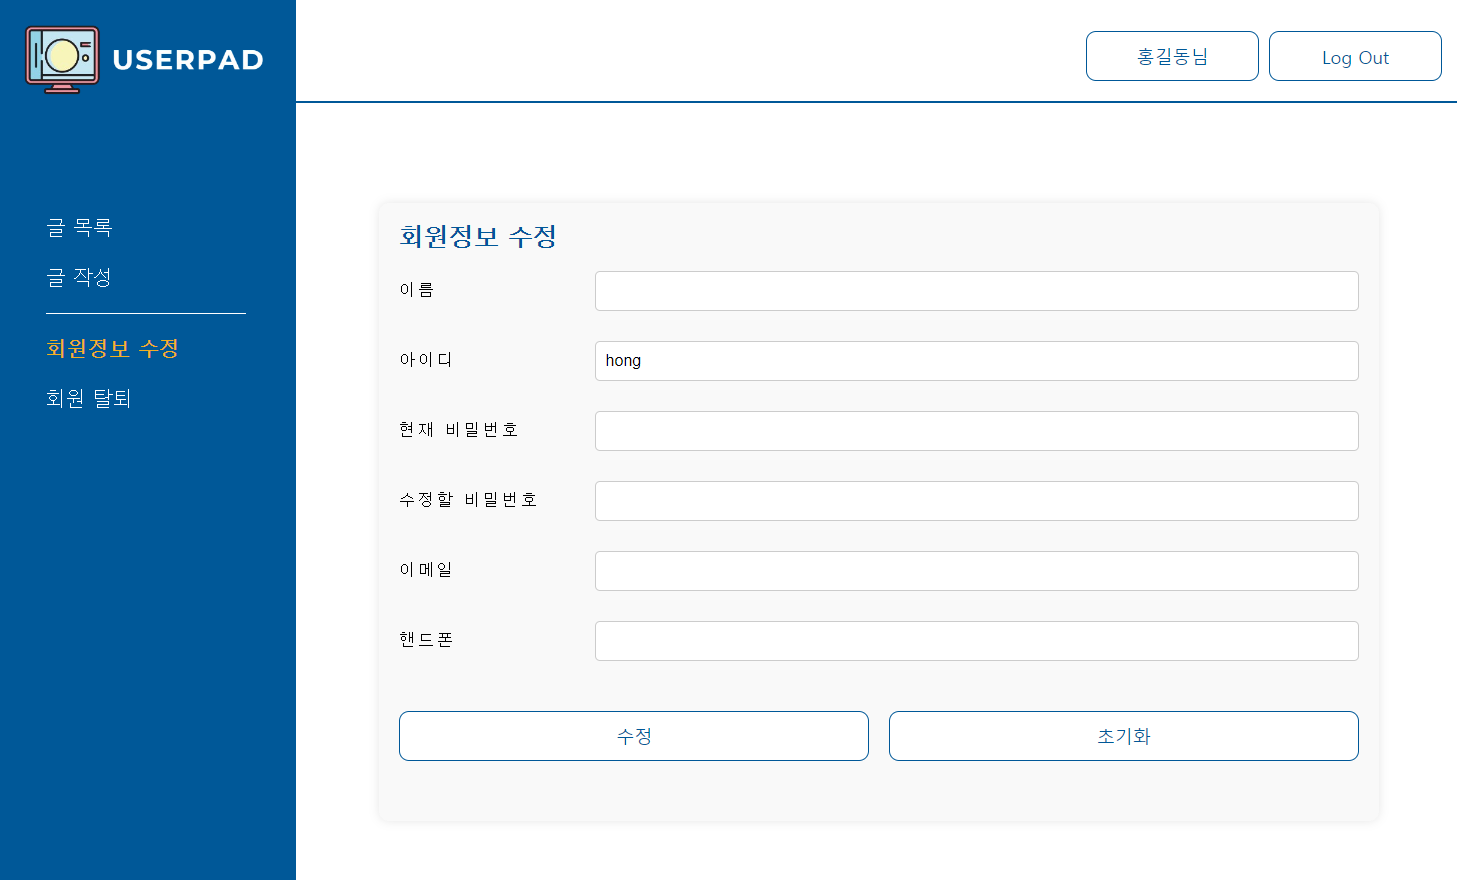 USERPAD
홍길동님
Log Out
글 목록
글 작성
회원정보 수정
회원 탈퇴
회원정보 수정
이름
아이디
hong
현재 비밀번호
수정할 비밀번호
이메일
핸드폰
수정
초기화